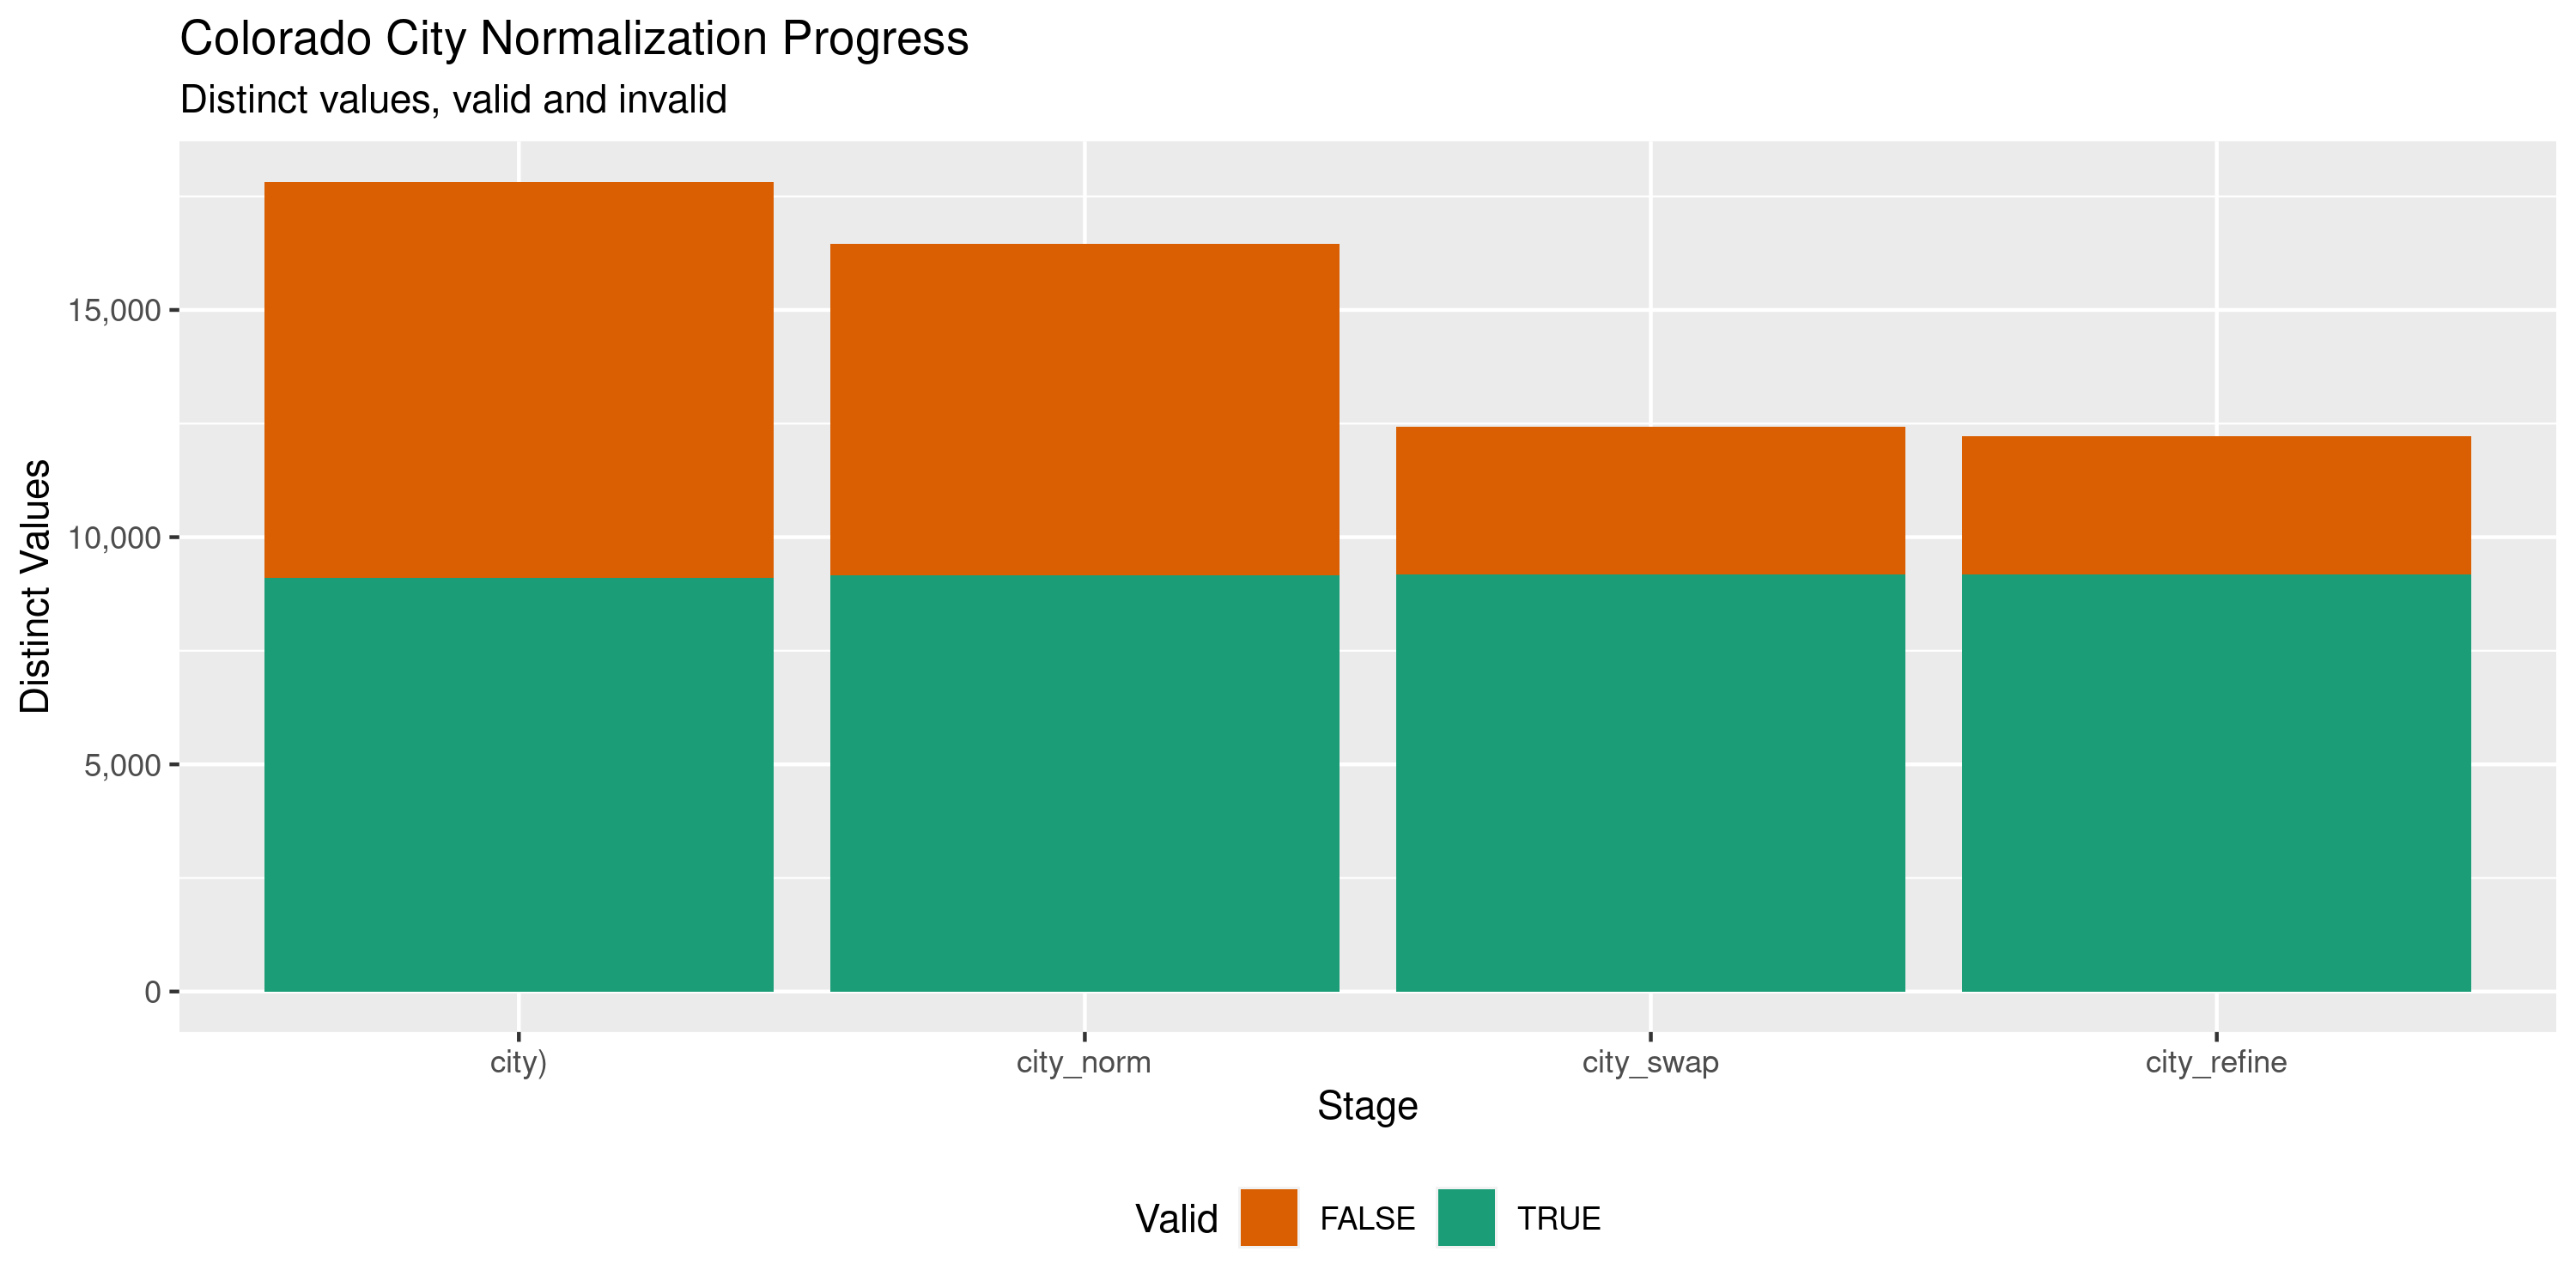 Colorado City Normalization Progress
Distinct values, valid and invalid
Distinct Values
15,000
10,000
5,000
0
city)
city_norm
city_swap
city_refine
Stage
Valid
FALSE
TRUE